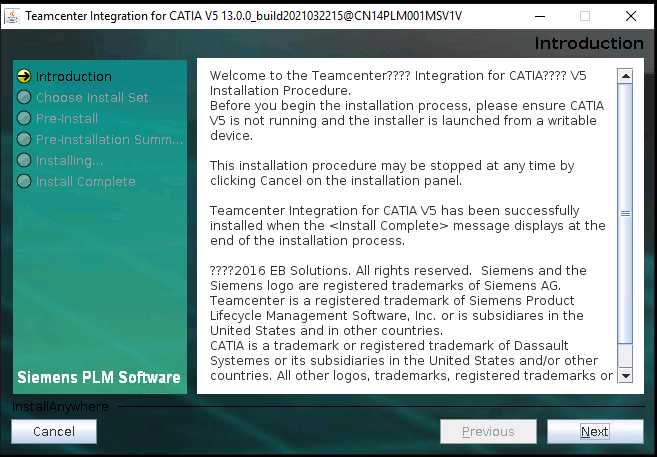 Teamcenter Integration for CATIA V5 13.0.0_build2021032215@CN14PLM001MSV1V
Introduction
Introduction
Choose Install Set
Pre-Install
Pre-Installation Summ...
Installing...
Install Complete
Siemens PLM Software
Welcome to the Teamcenter???? Integration for CATIA???? V5
Installation Procedure.
Before you begin the installation process, please ensure CATIA
V5 is not running and the installer is launched from a writable
device.
This installation procedure may be stopped at any time by
clicking Cancel on the installation panel.
Teamcenter Integration for CATIA V5 has been successfully
installed when the <Install Complete> message displays at the
end of the installation process.
????2016 EB Solutions. All rights reserved.  Siemens and the
Siemens logo are registered trademarks of Siemens AG.
Teamcenter is a registered trademark of Siemens Product
Lifecycle Management Software, Inc. or is subsidiares in the
United States and in other countries.
CATIA is a trademark or registered trademark of Dassault
Systemes or its subsidiaries in the United States and/or other
countries. All other logos, trademarks, registered trademarks or
InstallAnywhere
Cancel
Previous
Next